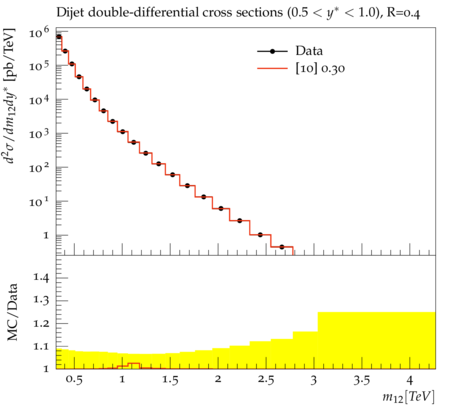 Dijet double-differential cross sections (0.5 < y* < 1.0), R=0.4
d²σ/dm₁₂dy* [pb/TeV]
10⁶
10⁵
10⁴
10³
10²
10¹
1
Data
[10] 0.30
MC/Data
1.4
1.3
1.2
1.1
1
0.5 1 1.5 2 2.5 3 3.5 4
m₁₂[TeV]